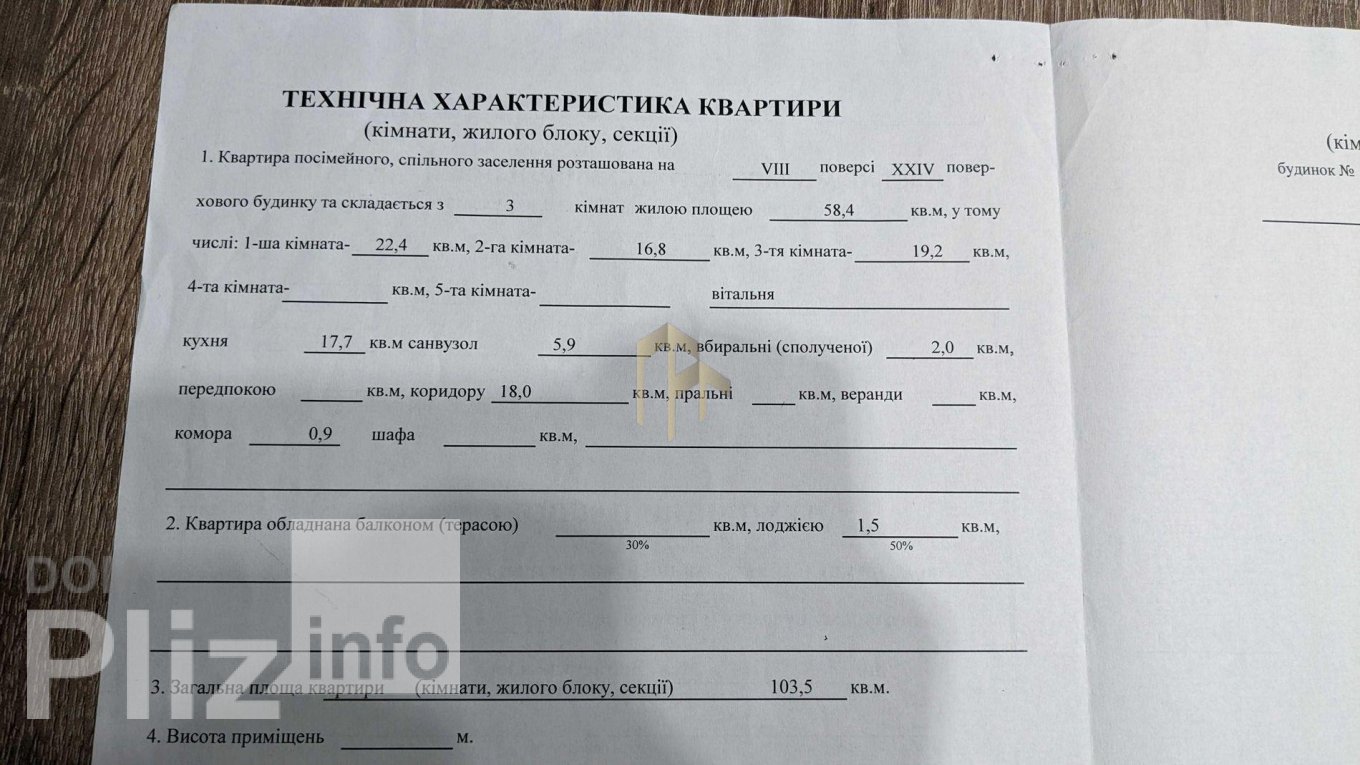 ТЕХНІЧНА ХАРАКТЕРИСТИКА КВАРТИРИ
(кімнати, жилого блоку, секції)
1. Квартира посімейного, спільного заселення розташована на VIII поверсі XXIV повер-
хового будинку та складається з 3 кімнат жилою площею 58,4 кв.м, у тому
числі: 1-ша кімната- 22,4 кв.м, 2-га кімната- 16,8 кв.м, 3-тя кімната- 19,2 кв.м,
4-та кімната- кв.м, 5-та кімната- вітальня
кухня 17,7 кв.м санвузол 5,9 кв.м, вбиральні (сполученої) 2,0 кв.м,
передпокою кв.м, коридору 18,0 кв.м, пральні кв.м, веранди кв.м,
комора 0,9 шафа кв.м,
2. Квартира обладнана балконом (терасою) кв.м, лоджією 1,5 кв.м,
30% 50%
3. Загальна площа квартири (кімнати, жилого блоку, секції) 103,5 кв.м.
4. Висота приміщень м.
(кім
будинок №
Pliz info